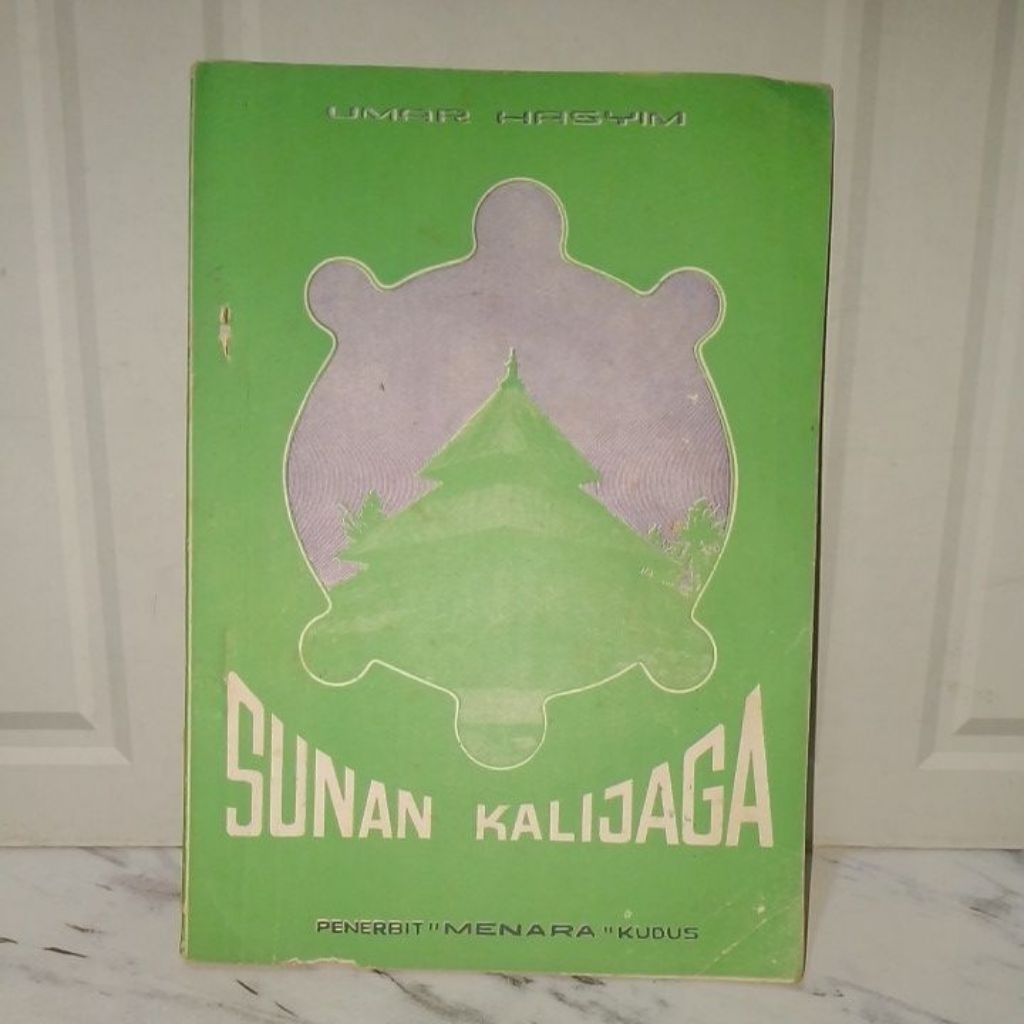 UMAR HASYIM
SUNAN KALIJAGA
PENERBIT "MENARA" KUDUS